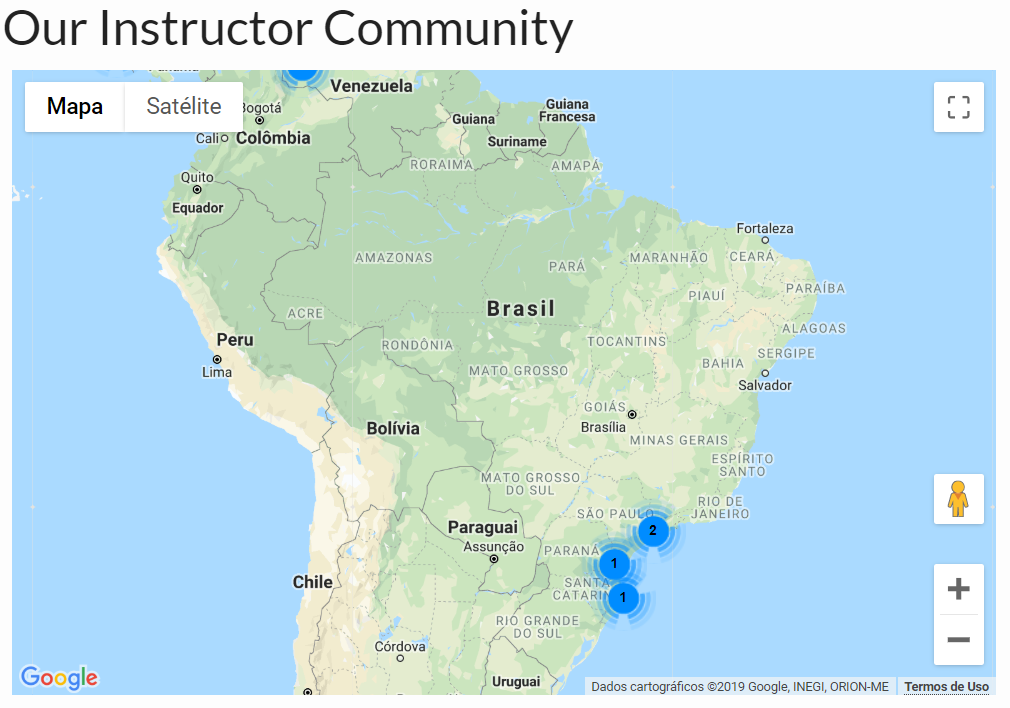 Our Instructor Community
Mapa
Satélite
Venezuela
Bogotá
Cali
Colômbia
Guiana
Guiana
Francesa
Suriname
RORAIMA
AMAPÁ
Quito
Equador
Fortaleza
AMAZONAS
PARÁ
MARANHÃO
CEARÁ
PARAÍBA
PIAUÍ
Brasil
ACRE
ALAGOAS
Peru
RONDÔNIA
TOCANTINS
SERGIPE
Lima
MATO GROSSO
BAHIA
Salvador
GOIÁS
Brasília
Bolívia
MINAS GERAIS
ESPÍRITO
SANTO
MATO GROSSO
DO SUL
RIO DE
JANEIRO
SÃO PAULO
2
Paraguai
Assunção
PARANÁ
1
Chile
SANTA
CATARIN
1
RIO GRANDE
DO SUL
Córdova
Uruguai
Google
Dados cartográficos ©2019 Google, INEGI, ORION-ME
Termos de Uso